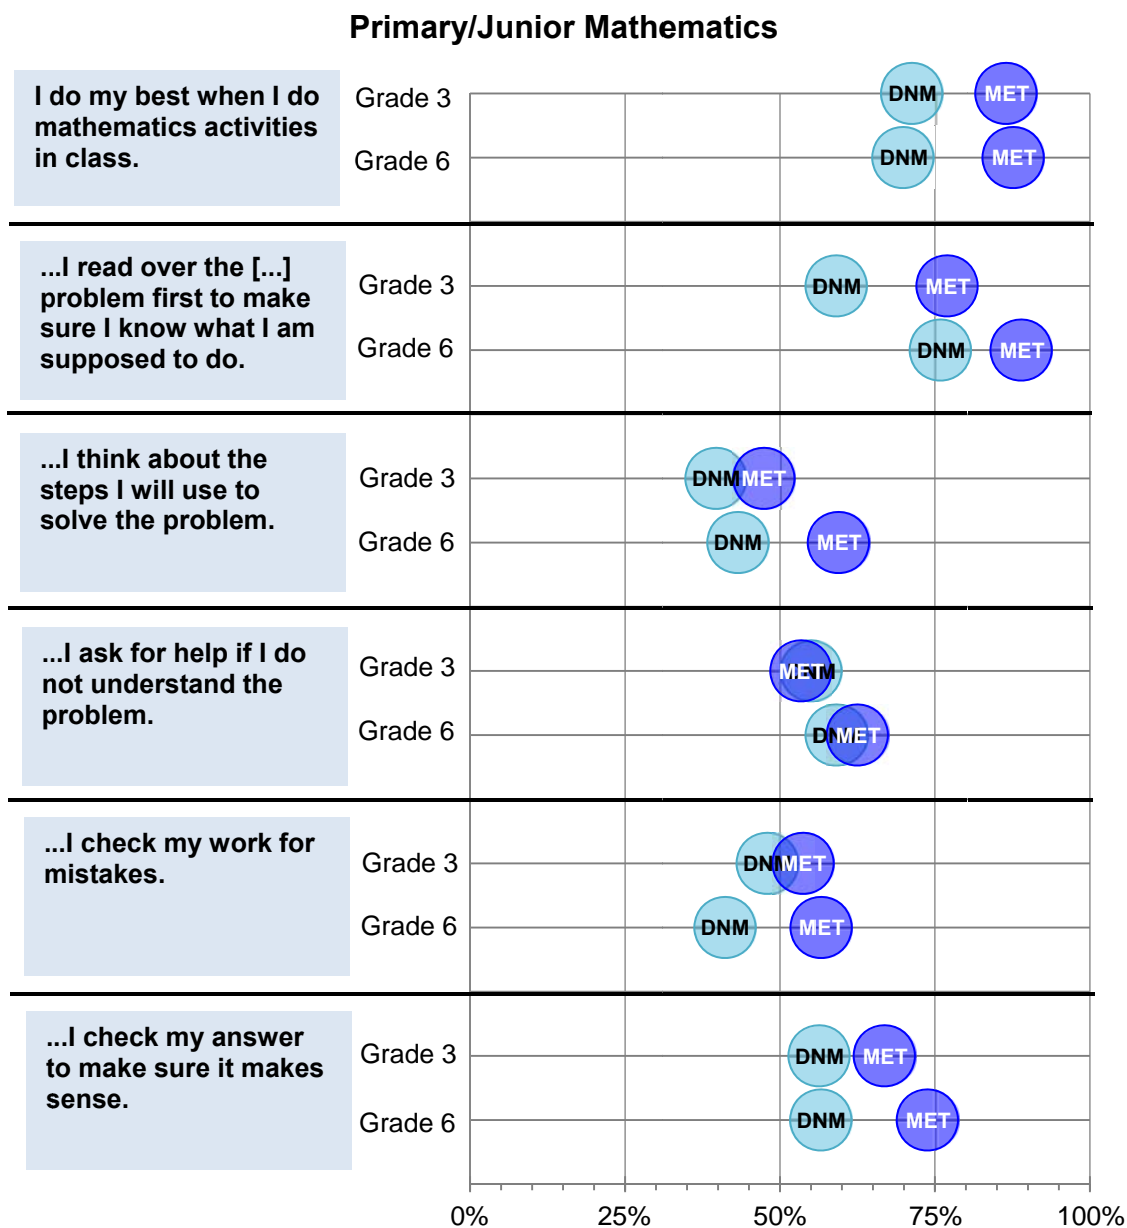 Primary/Junior Mathematics
I do my best when I do
mathematics activities
in class.
Grade 3
DNM
MET
Grade 6
DNM
MET
...I read over the [...]
problem first to make
sure I know what I am
supposed to do.
Grade 3
DNM
MET
Grade 6
DNM
MET
...I think about the
steps I will use to
solve the problem.
Grade 3
DNM
MET
Grade 6
DNM
MET
...I ask for help if I do
not understand the
problem.
Grade 3
MET
DNM
Grade 6
DNM
MET
...I check my work for
mistakes.
Grade 3
DNM
MET
Grade 6
DNM
MET
...I check my answer
to make sure it makes
sense.
Grade 3
DNM
MET
Grade 6
DNM
MET
0% 25% 50% 75% 100%